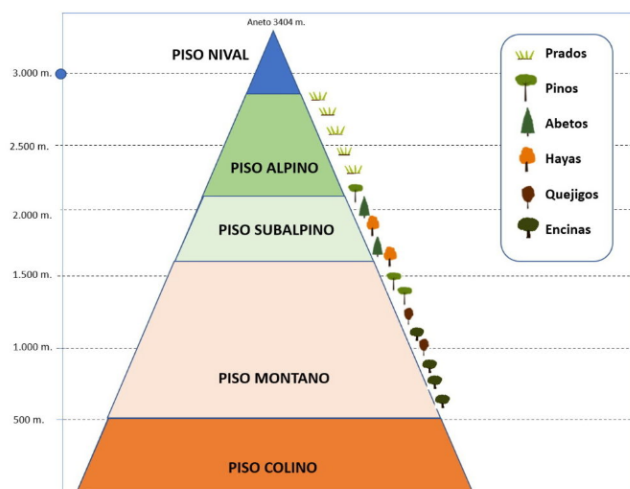 Aneto 3404 m.
PISO NIVAL
3.000 m.
2.500 m.
PISO ALPINO
2.000 m.
PISO SUBALPINO
1.500 m.
1.000 m.
PISO MONTANO
500 m.
PISO COLINO
Prados
Pinos
Abetos
Hayas
Quejigos
Encinas